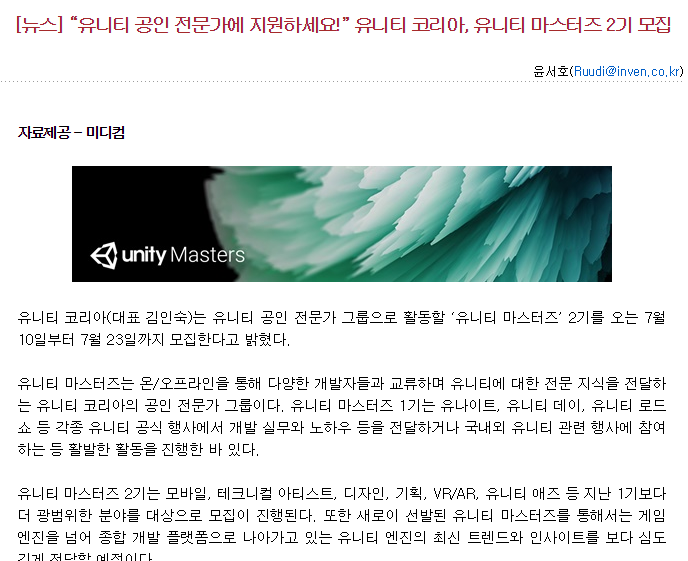 [뉴스] “유니티 공인 전문가에 지원하세요!” 유니티 코리아, 유니티 마스터즈 2기 모집
윤서호(Ruudi@inven.co.kr)
자료제공 - 미디컴
unity Masters
유니티 코리아(대표 김인숙)는 유니티 공인 전문가 그룹으로 활동할 ‘유니티 마스터즈’ 2기를 오는 7월
10일부터 7월 23일까지 모집한다고 밝혔다.
유니티 마스터즈는 온/오프라인을 통해 다양한 개발자들과 교류하며 유니티에 대한 전문 지식을 전달하
는 유니티 코리아의 공인 전문가 그룹이다. 유니티 마스터즈 1기는 유나이트, 유니티 데이, 유니티 로드
쇼 등 각종 유니티 공식 행사에서 개발 실무와 노하우 등을 전달하거나 국내외 유니티 관련 행사에 참여
하는 등 활발한 활동을 진행한 바 있다.
유니티 마스터즈 2기는 모바일, 테크니컬 아티스트, 디자인, 기획, VR/AR, 유니티 애즈 등 지난 1기보다
더 광범위한 분야를 대상으로 모집이 진행된다. 또한 새로이 선발된 유니티 마스터즈를 통해서는 게임
엔진을 넘어 종합 개발 플랫폼으로 나아가고 있는 유니티 엔진의 최신 트렌드와 인사이트를 보다 심도
깊게 전달할 예정이다.